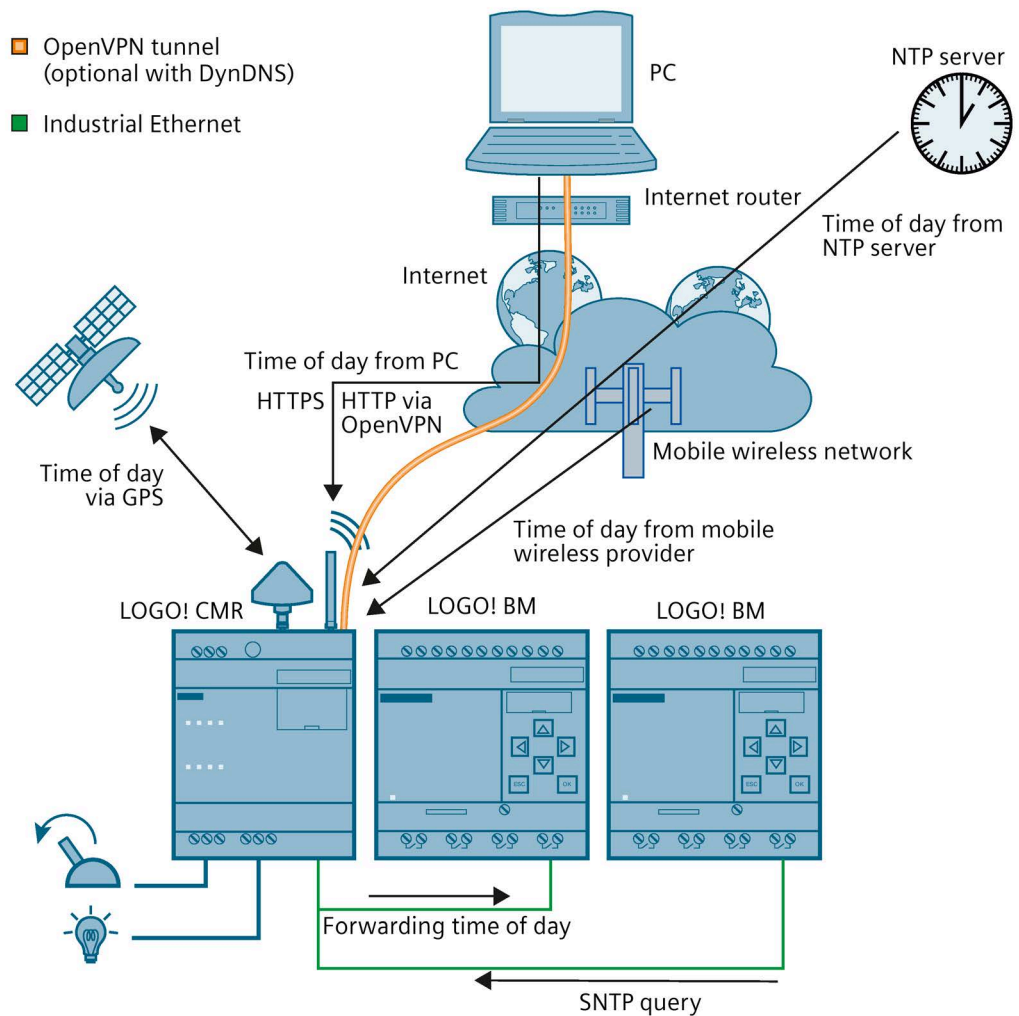 OpenVPN tunnel
(optional with DynDNS)
Industrial Ethernet
PC
NTP server
Internet router
Time of day from
NTP server
Internet
Time of day from PC
HTTPS
HTTP via
OpenVPN
Mobile wireless network
Time of day
via GPS
Time of day from mobile
wireless provider
LOGO! CMR
LOGO! BM
LOGO! BM
ESC
OK
ESC
OK
Forwarding time of day
SNTP query